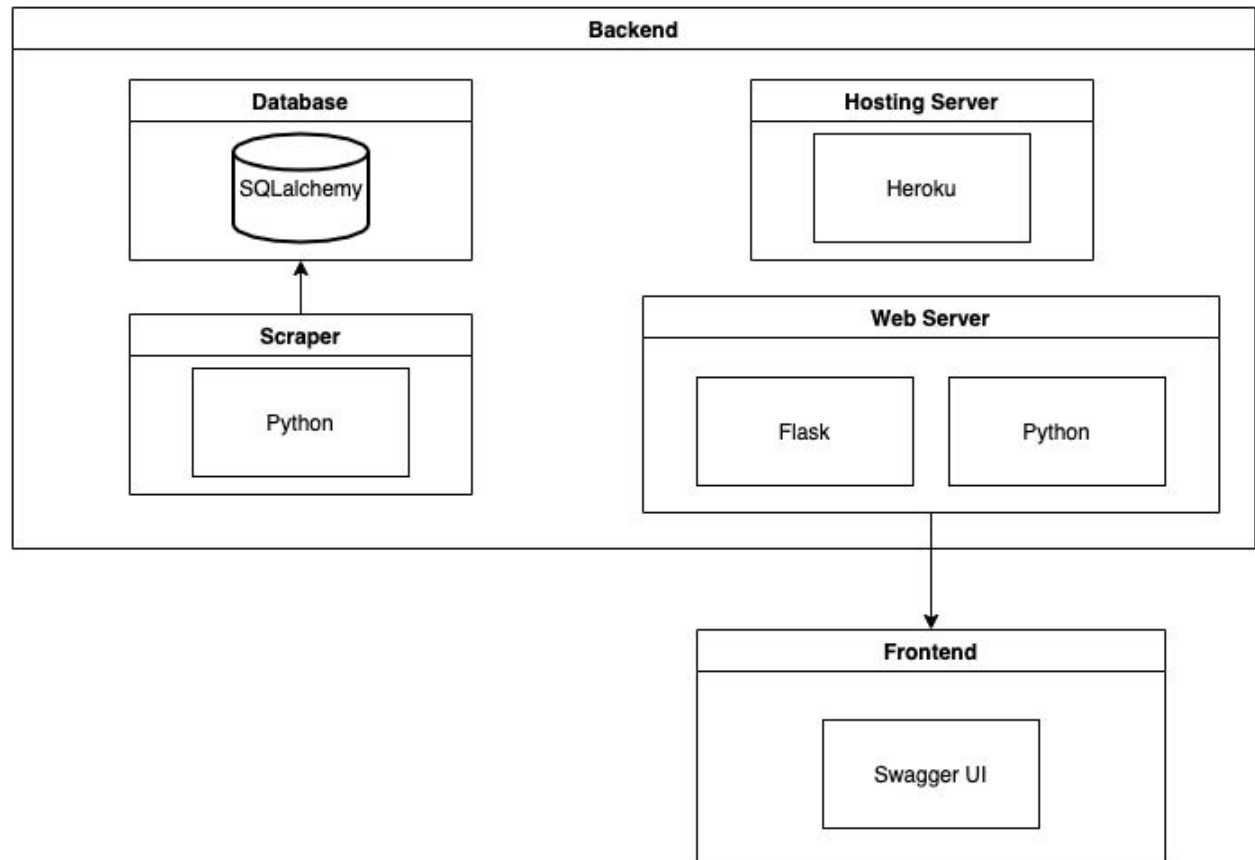 Backend
Database
SQLalchemy
Hosting Server
Heroku
Scraper
Python
Web Server
Flask
Python
Frontend
Swagger UI